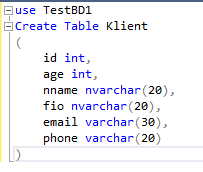 use TestBD1
Create Table Klient
(
id int,
age int,
nname nvarchar(20),
fio nvarchar(20),
email varchar(30),
phone varchar(20)
)